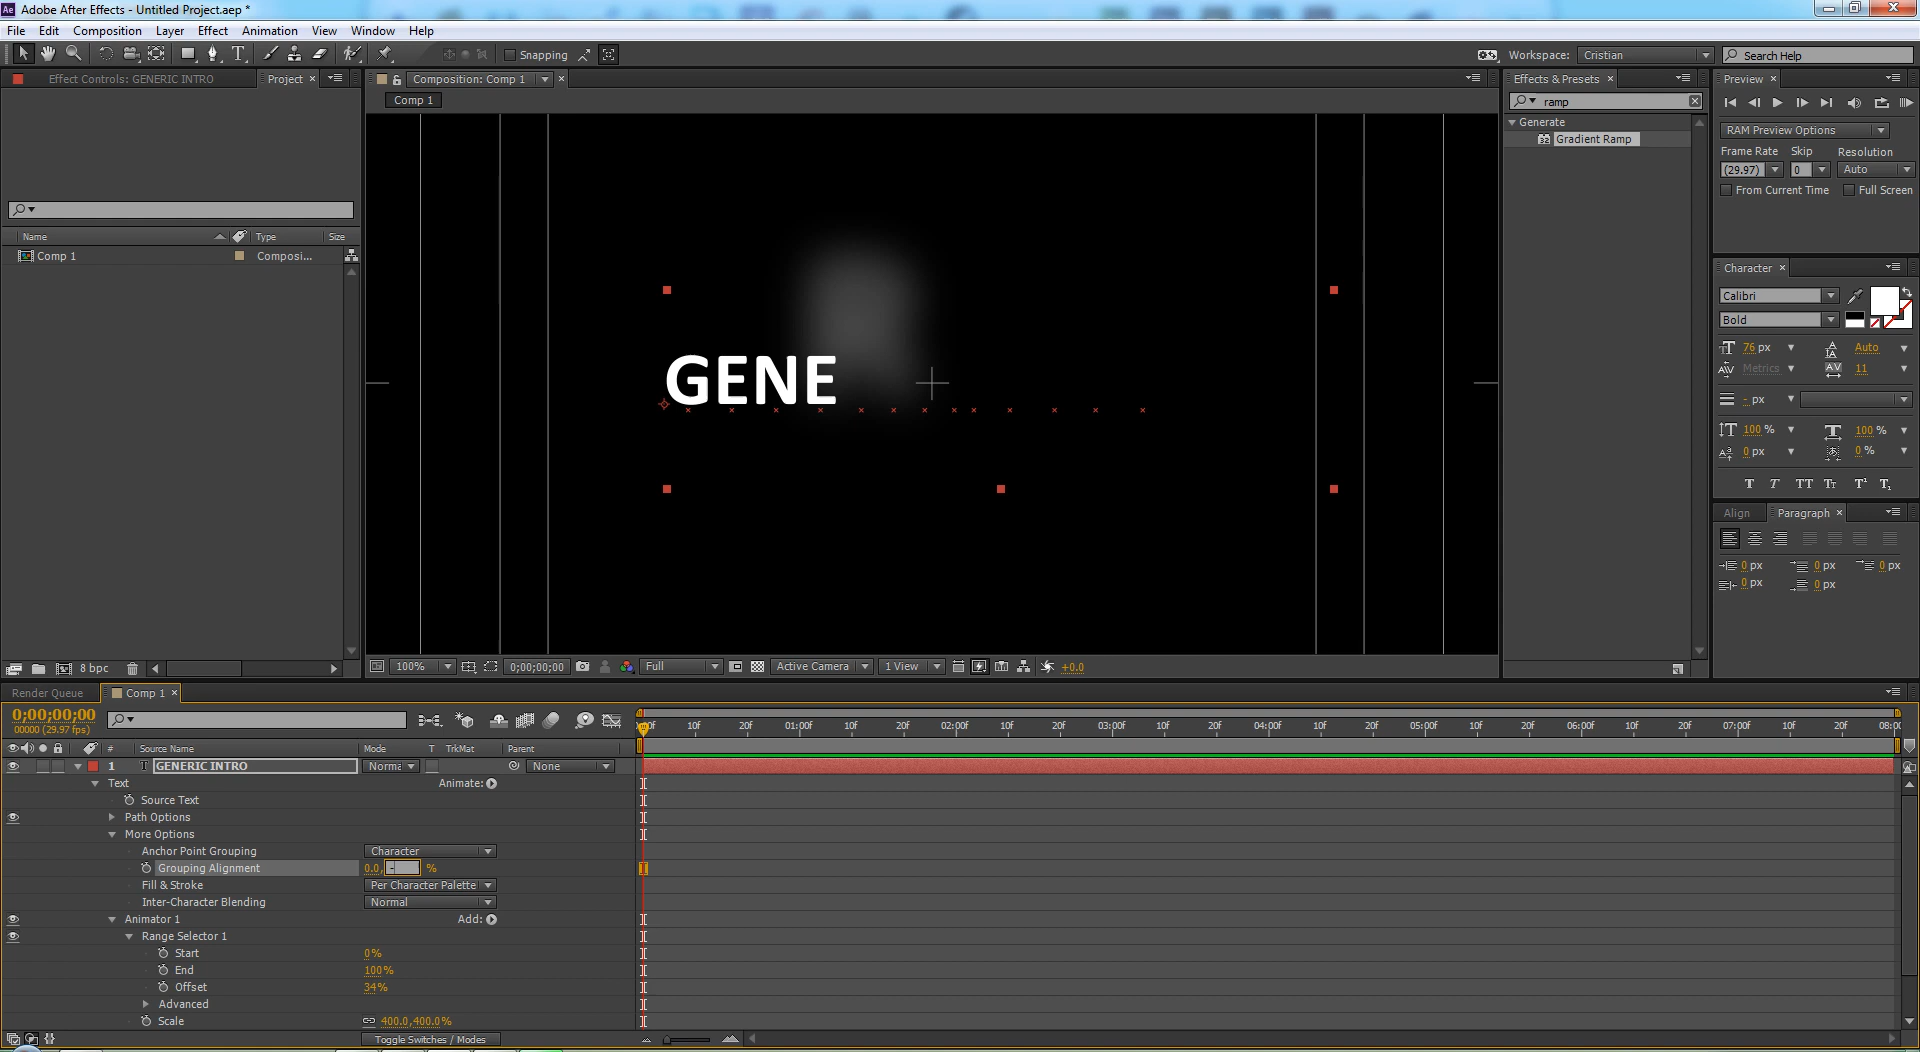 Ae Adobe After Effects - Untitled Project.aep *
File Edit Composition Layer Effect Animation View Window Help
Snapping Workspace: Cristian Search Help
Effect Controls: GENERIC INTRO Project × Composition: Comp 1 × Effects & Presets × Preview ×
Comp 1 ramp
Generate
Gradient Ramp
RAM Preview Options
Frame Rate Skip Resolution
(29.97) 0 Auto
From Current Time Full Screen
Name Type Size
Comp 1 Composi...
Character ×
Calibri
Bold
76 px Auto
Metrics 11
- px
100 % 100 %
0 px 0 %
T T TT Tт T¹ T₁
GENE
Align Paragraph ×
0 px 0 px 0 px
0 px 0 px
8 bpc 100% 0;00;00;00 Full Active Camera 1 View +0.0
Render Queue Comp 1 ×
0;00;00;00
00000 (29.97 fps)
10f 20f 01:00f 10f 20f 02:00f 10f 20f 03:00f 10f 20f 04:00f 10f 20f 05:00f 10f 20f 06:00f 10f 20f 07:00f 10f 20f 08:00
# Source Name Mode T TrkMat Parent
1 T GENERIC INTRO Norma None
Text Animate:
Source Text
Path Options
More Options
Anchor Point Grouping Character
Grouping Alignment 0.0, - %
Fill & Stroke Per Character Palette
Inter-Character Blending Normal
Animator 1 Add:
Range Selector 1
Start 0%
End 100%
Offset 34%
Advanced
Scale 400.0,400.0%
Toggle Switches / Modes